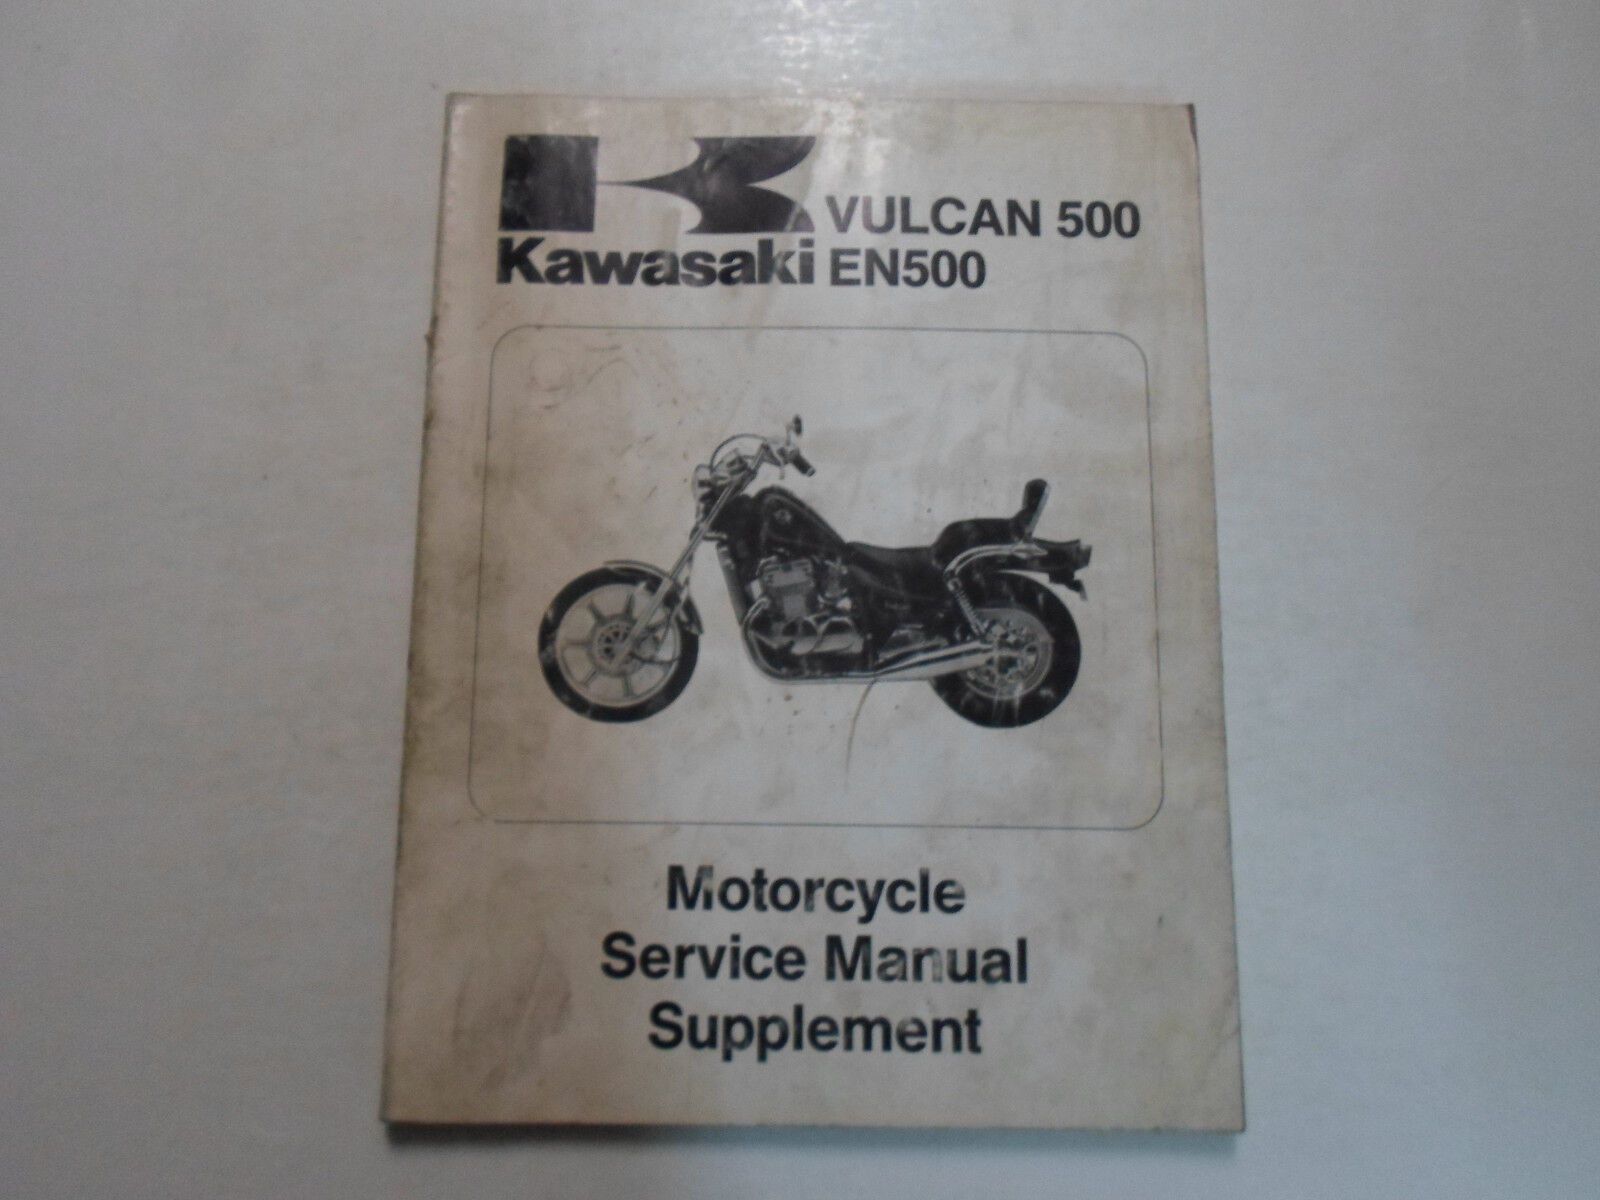 VULCAN 500
Kawasaki EN500
Motorcycle
Service Manual
Supplement